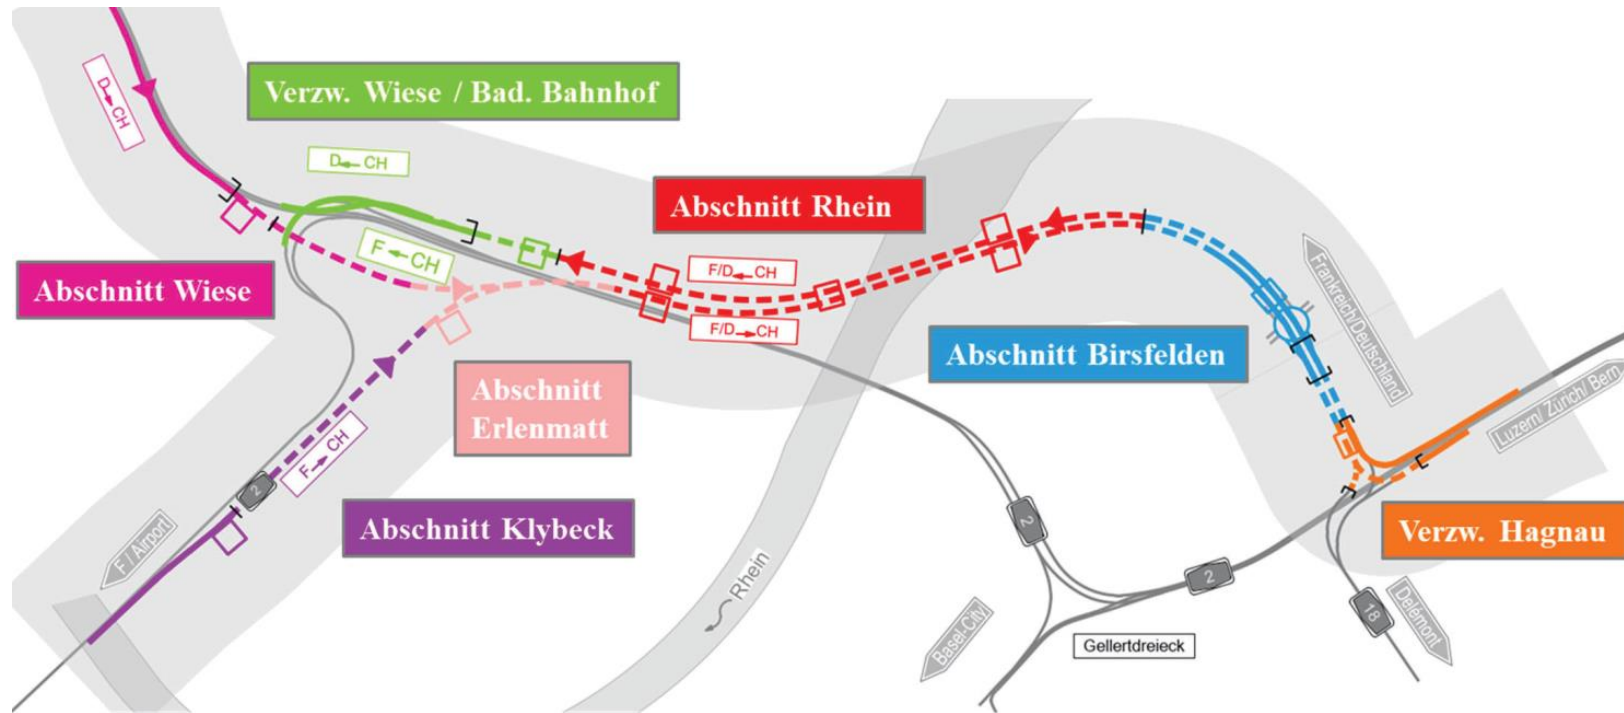 D→CH
Verzw. Wiese / Bad. Bahnhof
D←CH
Abschnitt Rhein
F←CH
F/D←CH
Abschnitt Wiese
F/D→CH
Frankreich/Deutschland
Abschnitt Birsfelden
Abschnitt
Erlenmatt
Luzern/ Zürich/ Bern
F→CH
2
Abschnitt Klybeck
F / Airport
2
Verzw. Hagnau
Rhein
2
Basel-City
Gellertdreieck
18
Delémont